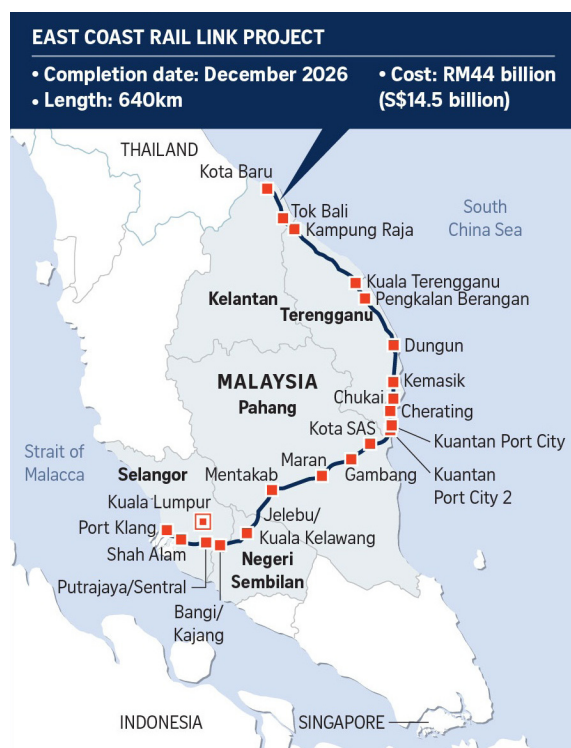 EAST COAST RAIL LINK PROJECT
• Completion date: December 2026
• Length: 640km
• Cost: RM44 billion
(S$14.5 billion)
THAILAND
Kota Baru
Tok Bali
Kampung Raja
South
China Sea
Kuala Terengganu
Pengkalan Berangan
Kelantan
Terengganu
Dungun
MALAYSIA
Pahang
Kemasik
Chukai
Cherating
Kota SAS
Kuantan Port City
Strait of
Malacca
Maran
Gambang
Kuantan
Port City 2
Selangor
Mentakab
Kuala Lumpur
Jelebu/
Kuala Kelawang
Port Klang
Shah Alam
Negeri
Sembilan
Putrajaya/Sentral
Bangi/
Kajang
INDONESIA
SINGAPORE